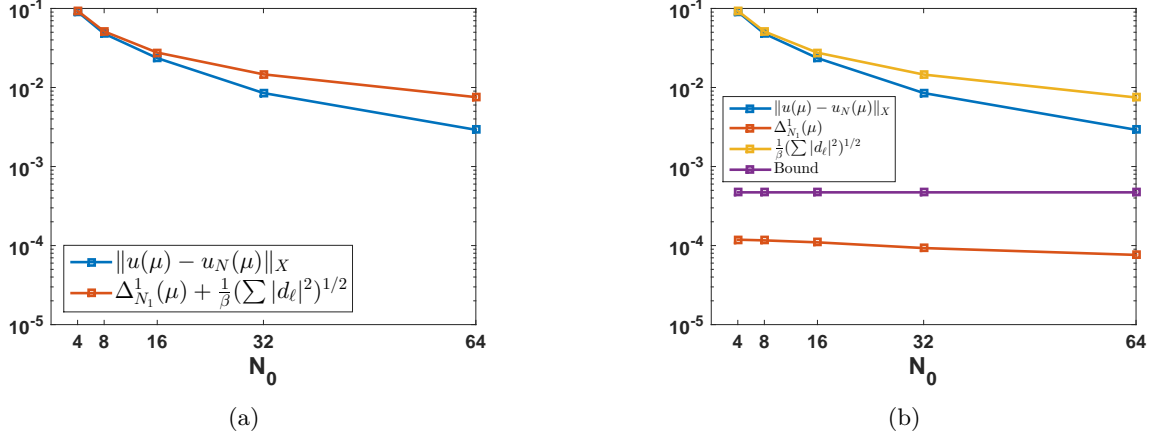 10^-1
10^-2
10^-3
10^-4
10^-5
‖u(μ) − u_N(μ)‖_X
Δ^1_{N_1}(μ) + 1/β(∑ |d_ℓ|^2)^{1/2}
4 8 16 32 64
N_0
(a)
10^-1
10^-2
10^-3
10^-4
10^-5
‖u(μ) − u_N(μ)‖_X
Δ^1_{N_1}(μ)
1/β(∑ |d_ℓ|^2)^{1/2}
Bound
4 8 16 32 64
N_0
(b)